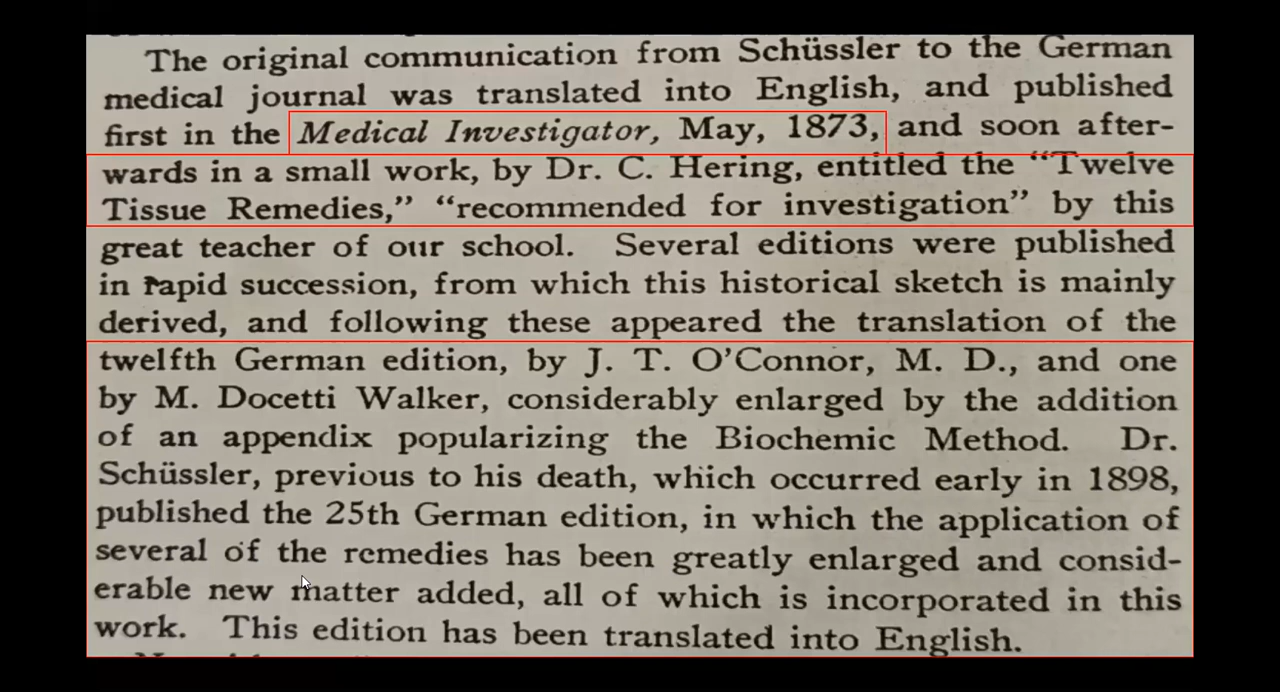 The original communication from Schüssler to the German
medical journal was translated into English, and published
first in the Medical Investigator, May, 1873, and soon after-
wards in a small work, by Dr. C. Hering, entitled the “Twelve
Tissue Remedies,” “recommended for investigation” by this
great teacher of our school. Several editions were published
in rapid succession, from which this historical sketch is mainly
derived, and following these appeared the translation of the
twelfth German edition, by J. T. O’Connor, M. D., and one
by M. Docetti Walker, considerably enlarged by the addition
of an appendix popularizing the Biochemic Method. Dr.
Schüssler, previous to his death, which occurred early in 1898,
published the 25th German edition, in which the application of
several of the remedies has been greatly enlarged and consid-
erable new matter added, all of which is incorporated in this
work. This edition has been translated into English.